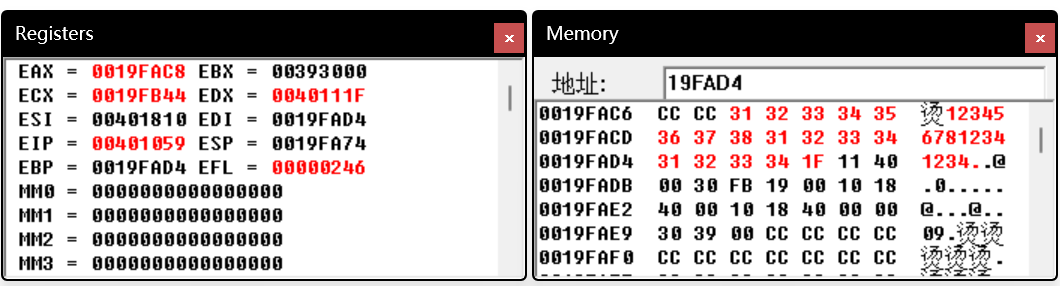 Registers
x
EAX = 0019FAC8 EBX = 00393000
ECX = 0019FB44 EDX = 0040111F
ESI = 00401810 EDI = 0019FAD4
EIP = 00401059 ESP = 0019FA74
EBP = 0019FAD4 EFL = 00000246
MM0 = 0000000000000000
MM1 = 0000000000000000
MM2 = 0000000000000000
MM3 = 0000000000000000
Memory
x
地址: 19FAD4
0019FAC6 CC CC 31 32 33 34 35 烫12345
0019FACD 36 37 38 31 32 33 34 6781234
0019FAD4 31 32 33 34 1F 11 40 1234..@
0019FADB 00 30 FB 19 00 10 18 .0.....
0019FAE2 40 00 10 18 40 00 00 @...@..
0019FAE9 30 39 00 CC CC CC CC 09.烫烫
0019FAF0 CC CC CC CC CC CC CC 烫烫烫.